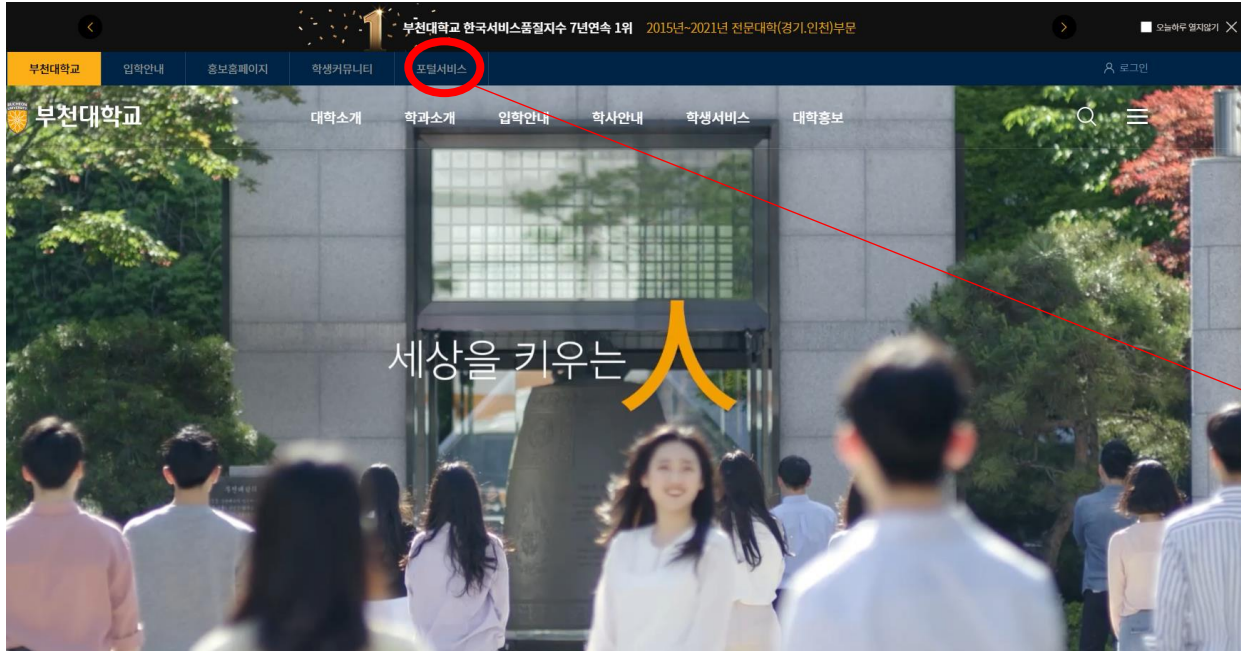 1 부천대학교 한국서비스품질지수 7년연속 1위 2015년~2021년 전문대학(경기.인천)부문 오늘하루 열지않기
부천대학교 입학안내 홍보홈페이지 학생커뮤니티 포털서비스 로그인
부천대학교 대학소개 학과소개 입학안내 학사안내 학생서비스 대학홍보
세상을 키우는 人